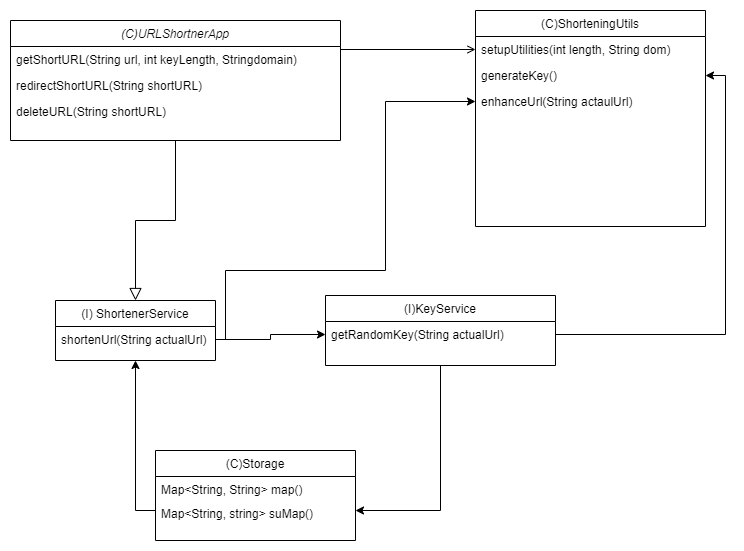 (C)URLShortnerApp
getShortURL(String url, int keyLength, Stringdomain)
redirectShortURL(String shortURL)
deleteURL(String shortURL)
(C)ShorteningUtils
setupUtilities(int length, String dom)
generateKey()
enhanceUrl(String actaulUrl)
(I) ShortenerService
shortenUrl(String actualUrl)
(I)KeyService
getRandomKey(String actualUrl)
(C)Storage
Map<String, String> map()
Map<String, string> suMap()